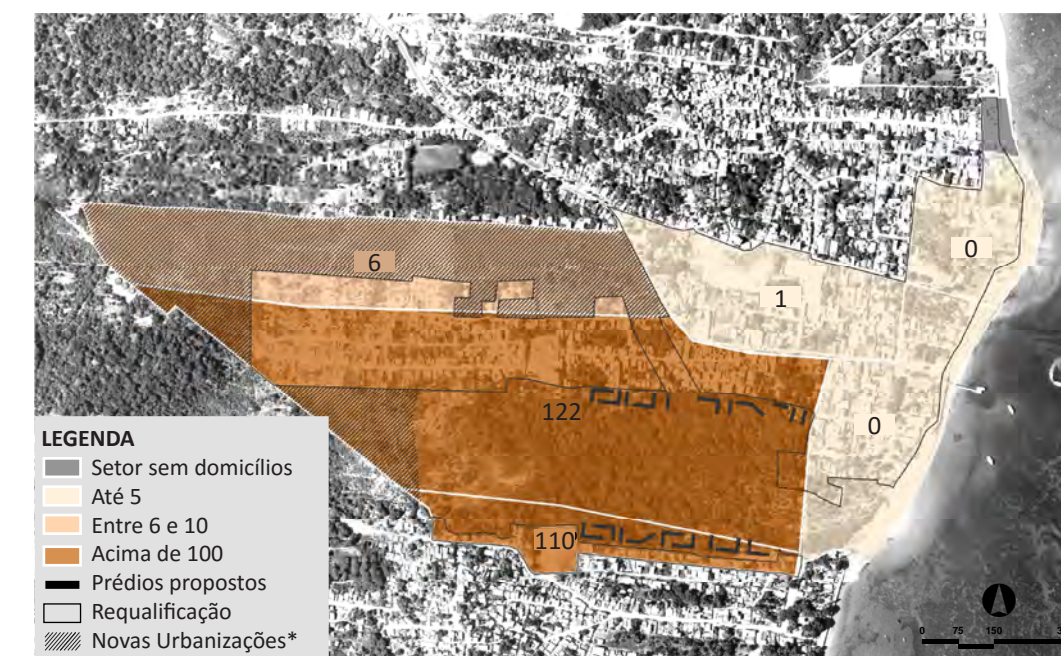 0
6
1
122
0
110
LEGENDA
Setor sem domicílios
Até 5
Entre 6 e 10
Acima de 100
Prédios propostos
Requalificação
Novas Urbanizações*
0 75 150